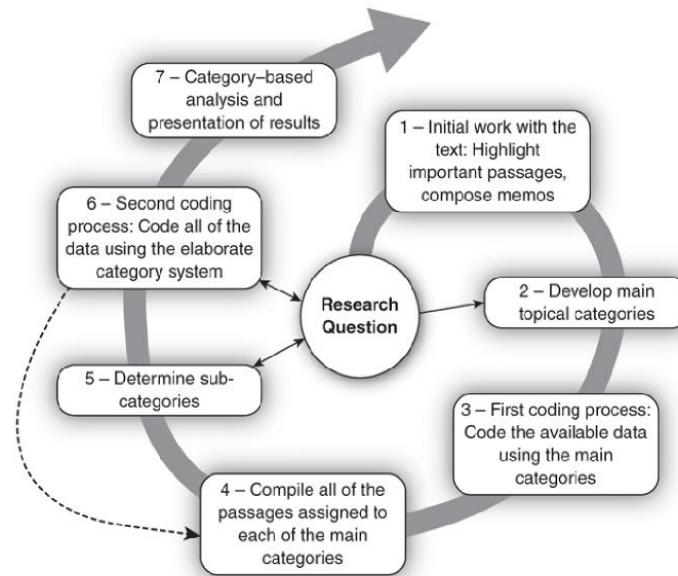 7 – Category–based
analysis and
presentation of results
1 – Initial work with the
text: Highlight
important passages,
compose memos
6 – Second coding
process: Code all of the
data using the elaborate
category system
Research
Question
2 – Develop main
topical categories
5 – Determine sub-
categories
3 – First coding process:
Code the available data
using the main
categories
4 – Compile all of the
passages assigned to
each of the main
categories